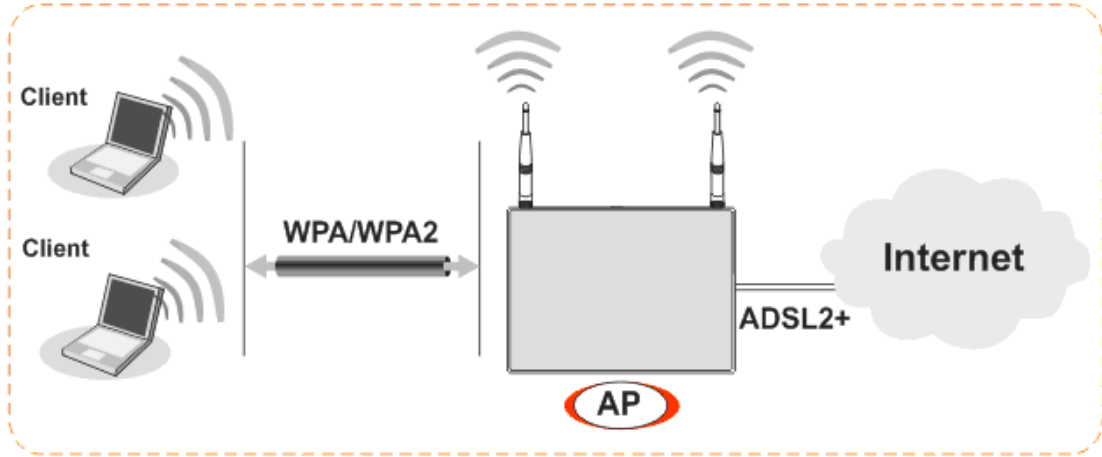 Client
Client
WPA/WPA2
AP
ADSL2+
Internet